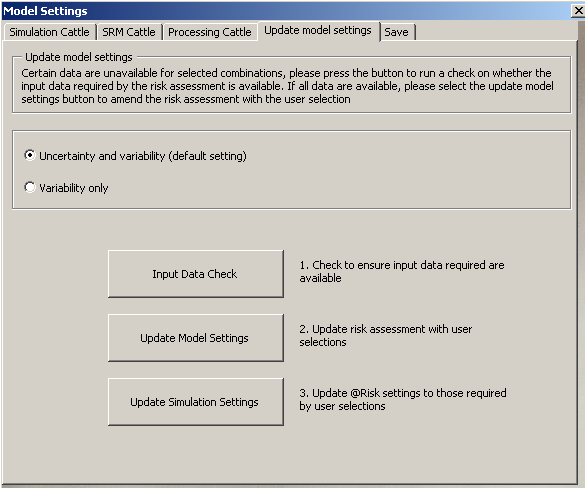 Model Settings
Simulation Cattle
SRM Cattle
Processing Cattle
Update model settings
Save
Update model settings
Certain data are unavailable for selected combinations, please press the button to run a check on whether the
input data required by the risk assessment is available. If all data are available, please select the update model
settings button to amend the risk assessment with the user selection
Uncertainty and variability (default setting)
Variability only
Input Data Check
1. Check to ensure input data required are
available
Update Model Settings
2. Update risk assessment with user
selections
Update Simulation Settings
3. Update @Risk settings to those required
by user selections